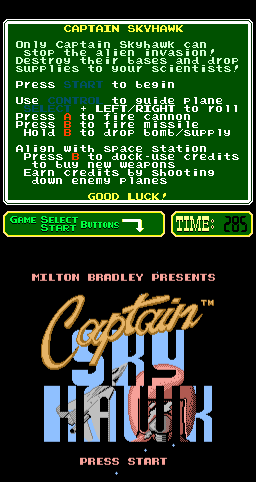 CAPTAIN SKYHAWK
Only Captain Skyhawk can
stop the alien invasion!
Destroy their bases and drop
supplies to your scientists!
Press START to begin
Use CONTROL to guide plane
SELECT + LEFT/RIGHT to roll
Press A to fire cannon
Press B to fire missile
Hold B to drop bomb/supply
Align with space station
Press B to dock-use credits
to buy new weapons
Earn credits by shooting
down enemy planes
GOOD LUCK!
GAME SELECT
START BUTTONS
TIME: 285
MILTON BRADLEY PRESENTS
Captain™
SKY
HAWK
PRESS START